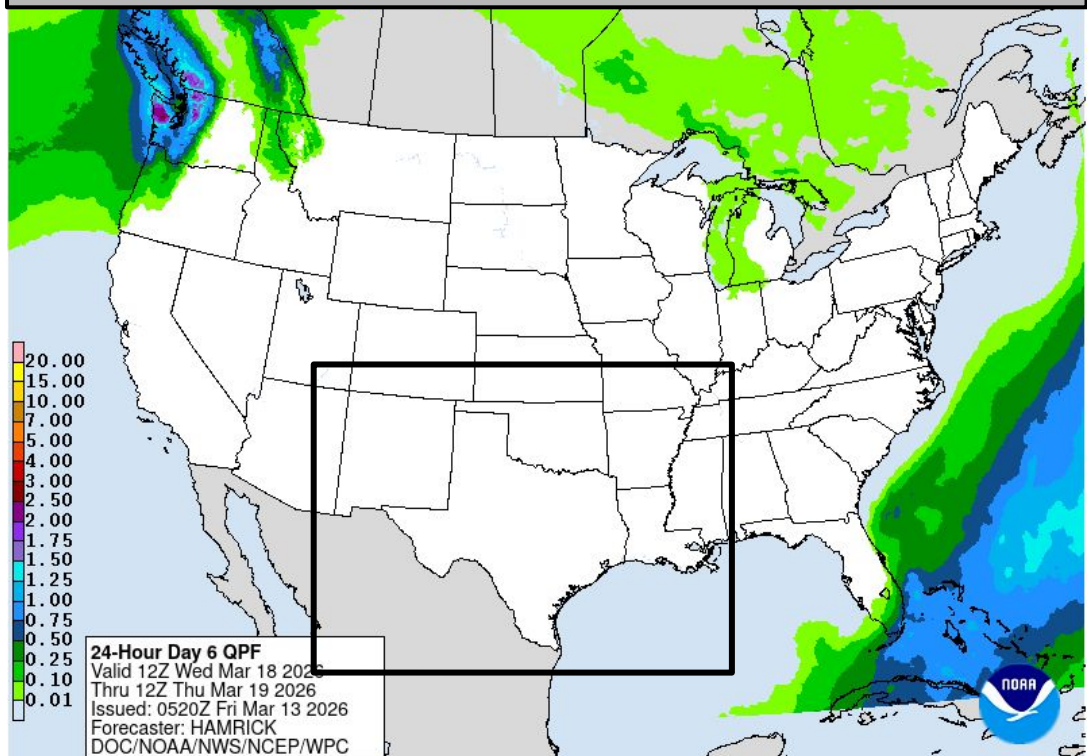 20.00
15.00
10.00
7.00
5.00
4.00
3.00
2.50
2.00
1.75
1.50
1.25
1.00
0.75
0.50
0.25
0.10
0.01
24-Hour Day 6 QPF
Valid 12Z Wed Mar 18 2026
Thru 12Z Thu Mar 19 2026
Issued: 0520Z Fri Mar 13 2026
Forecaster: HAMRICK
DOC/NOAA/NWS/NCEP/WPC
NOAA